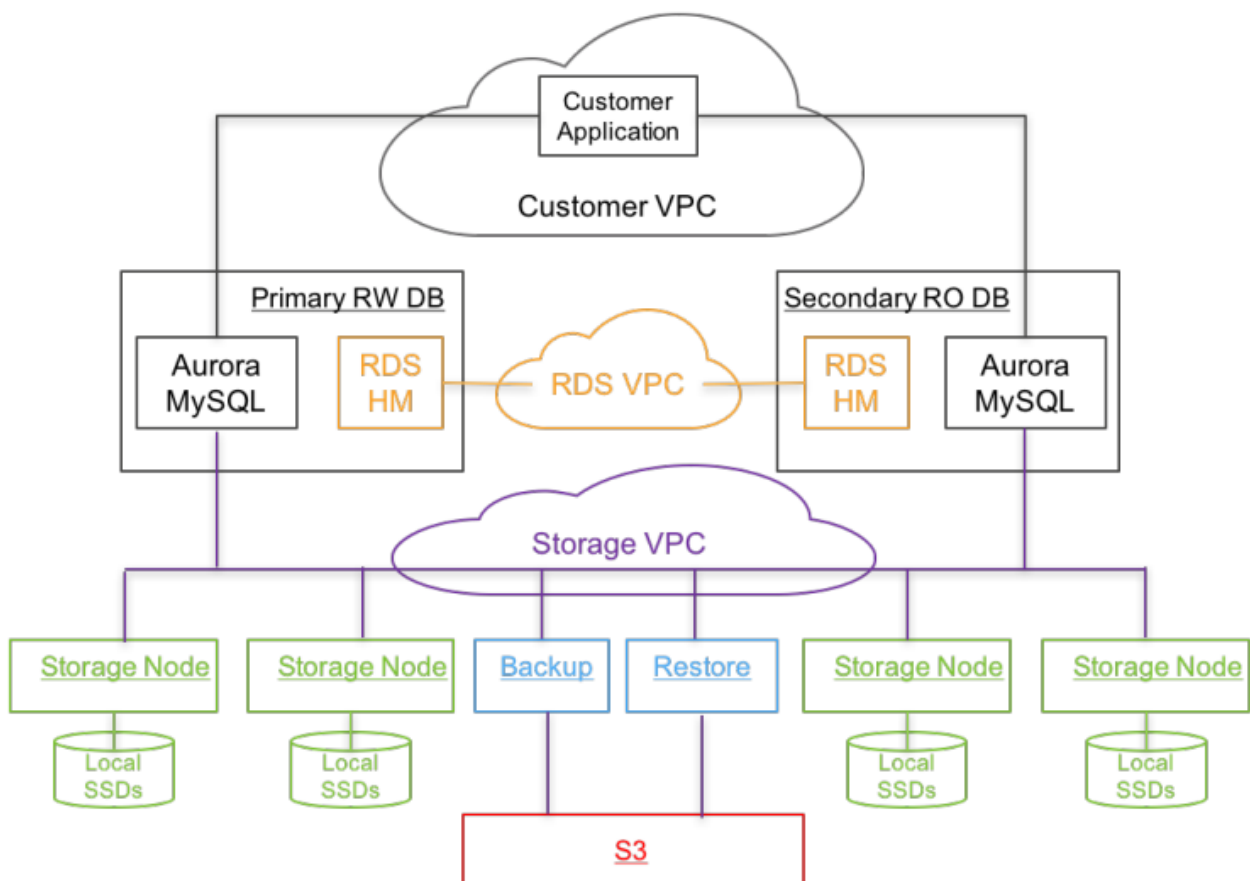 Customer
Application
Customer VPC
Primary RW DB
Secondary RO DB
Aurora
MySQL
RDS
HM
RDS VPC
RDS
HM
Aurora
MySQL
Storage VPC
Storage Node
Storage Node
Backup
Restore
Storage Node
Storage Node
Local
SSDs
Local
SSDs
Local
SSDs
Local
SSDs
S3